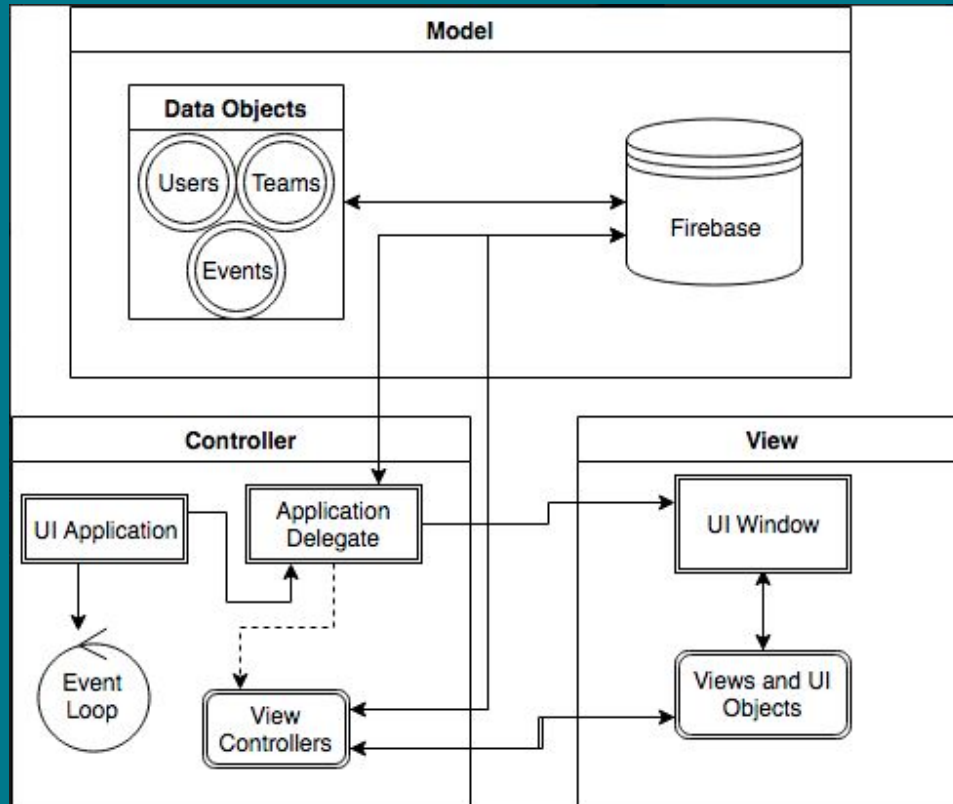 Model
Data Objects
Users
Teams
Events
Firebase
Controller
UI Application
Application
Delegate
Event
Loop
View
Controllers
View
UI Window
Views and UI
Objects